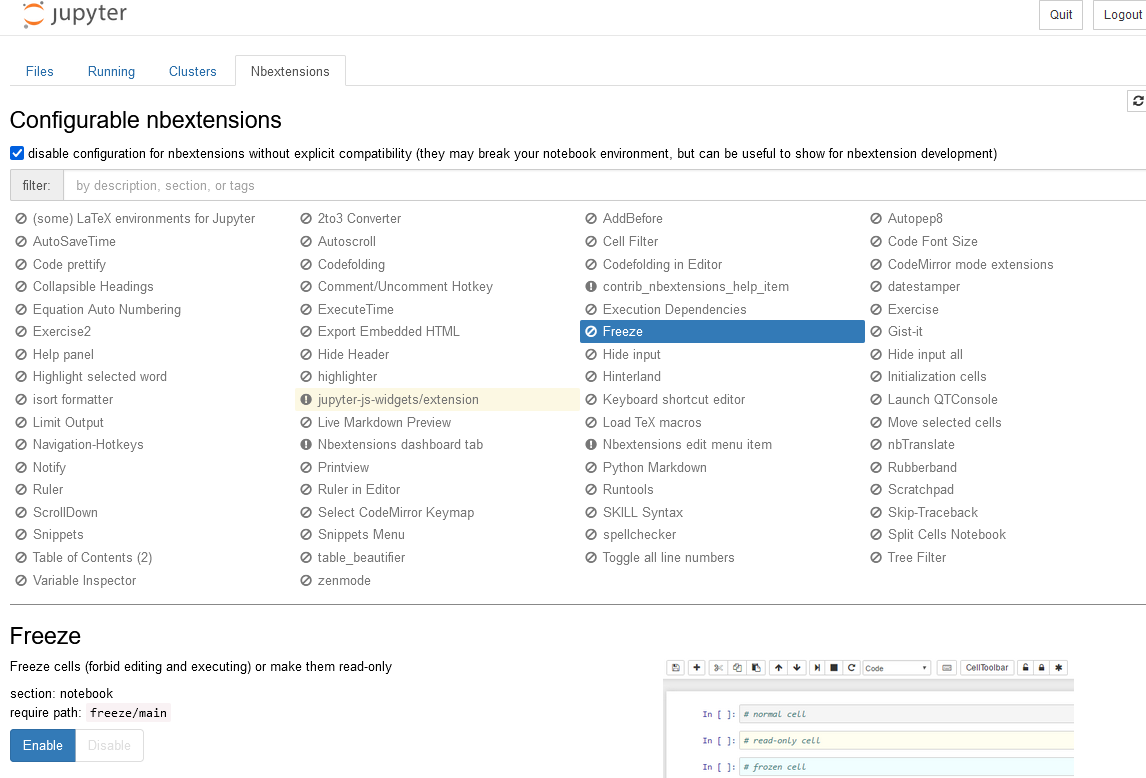 jupyter Quit Logout
Files Running Clusters Nbextensions
Configurable nbextensions
disable configuration for nbextensions without explicit compatibility (they may break your notebook environment, but can be useful to show for nbextension development)
filter: by description, section, or tags
(some) LaTeX environments for Jupyter 2to3 Converter AddBefore Autopep8
AutoSaveTime Autoscroll Cell Filter Code Font Size
Code prettify Codefolding Codefolding in Editor CodeMirror mode extensions
Collapsible Headings Comment/Uncomment Hotkey contrib_nbextensions_help_item datestamper
Equation Auto Numbering ExecuteTime Execution Dependencies Exercise
Exercise2 Export Embedded HTML Freeze Gist-it
Help panel Hide Header Hide input Hide input all
Highlight selected word highlighter Hinterland Initialization cells
isort formatter jupyter-js-widgets/extension Keyboard shortcut editor Launch QTConsole
Limit Output Live Markdown Preview Load TeX macros Move selected cells
Navigation-Hotkeys Nbextensions dashboard tab Nbextensions edit menu item nbTranslate
Notify Printview Python Markdown Rubberband
Ruler Ruler in Editor Runtools Scratchpad
ScrollDown Select CodeMirror Keymap SKILL Syntax Skip-Traceback
Snippets Snippets Menu spellchecker Split Cells Notebook
Table of Contents (2) table_beautifier Toggle all line numbers Tree Filter
Variable Inspector zenmode
Freeze
Freeze cells (forbid editing and executing) or make them read-only
section: notebook
require path: freeze/main
Enable Disable
Code CellToolbar
In [ ]: # normal cell
In [ ]: # read-only cell
In [ ]: # frozen cell